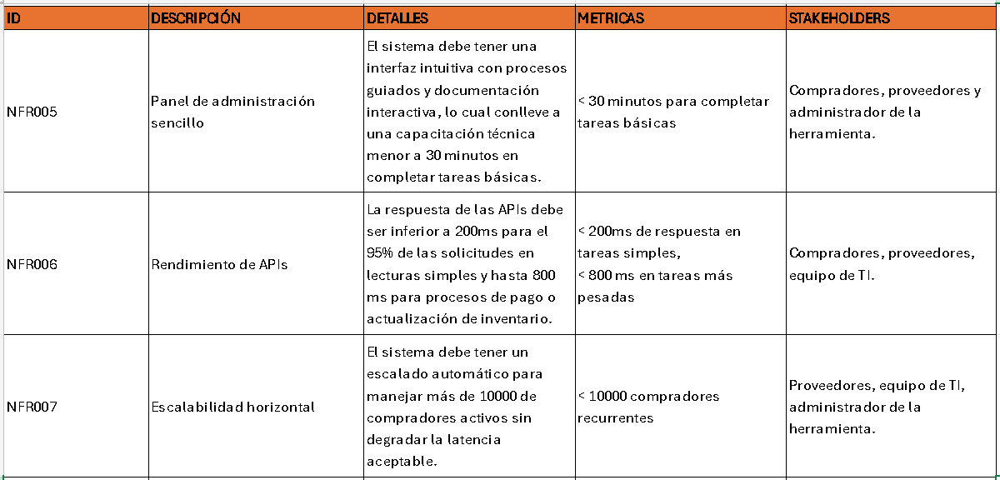 ID DESCRIPCIÓN DETALLES METRICAS STAKEHOLDERS
NFR005
Panel de administración
sencillo
El sistema debe tener una
interfaz intuitiva con procesos
guiados y documentación
interactiva, lo cual conlleve a
una capacitación técnica
menor a 30 minutos en
completar tareas básicas.
< 30 minutos para completar
tareas básicas
Compradores, proveedores y
administrador de la
herramienta.
NFR006
Rendimiento de APIs
La respuesta de las APIs debe
ser inferior a 200ms para el
95% de las solicitudes en
lecturas simples y hasta 800
ms para procesos de pago o
actualización de inventario.
< 200ms de respuesta en
tareas simples,
< 800 ms en tareas más
pesadas
Compradores, proveedores,
equipo de TI.
NFR007
Escalabilidad horizontal
El sistema debe tener un
escalado automático para
manejar más de 10000 de
compradores activos sin
degradar la latencia
aceptable.
< 10000 compradores
recurrentes
Proveedores, equipo de TI,
administrador de la
herramienta.